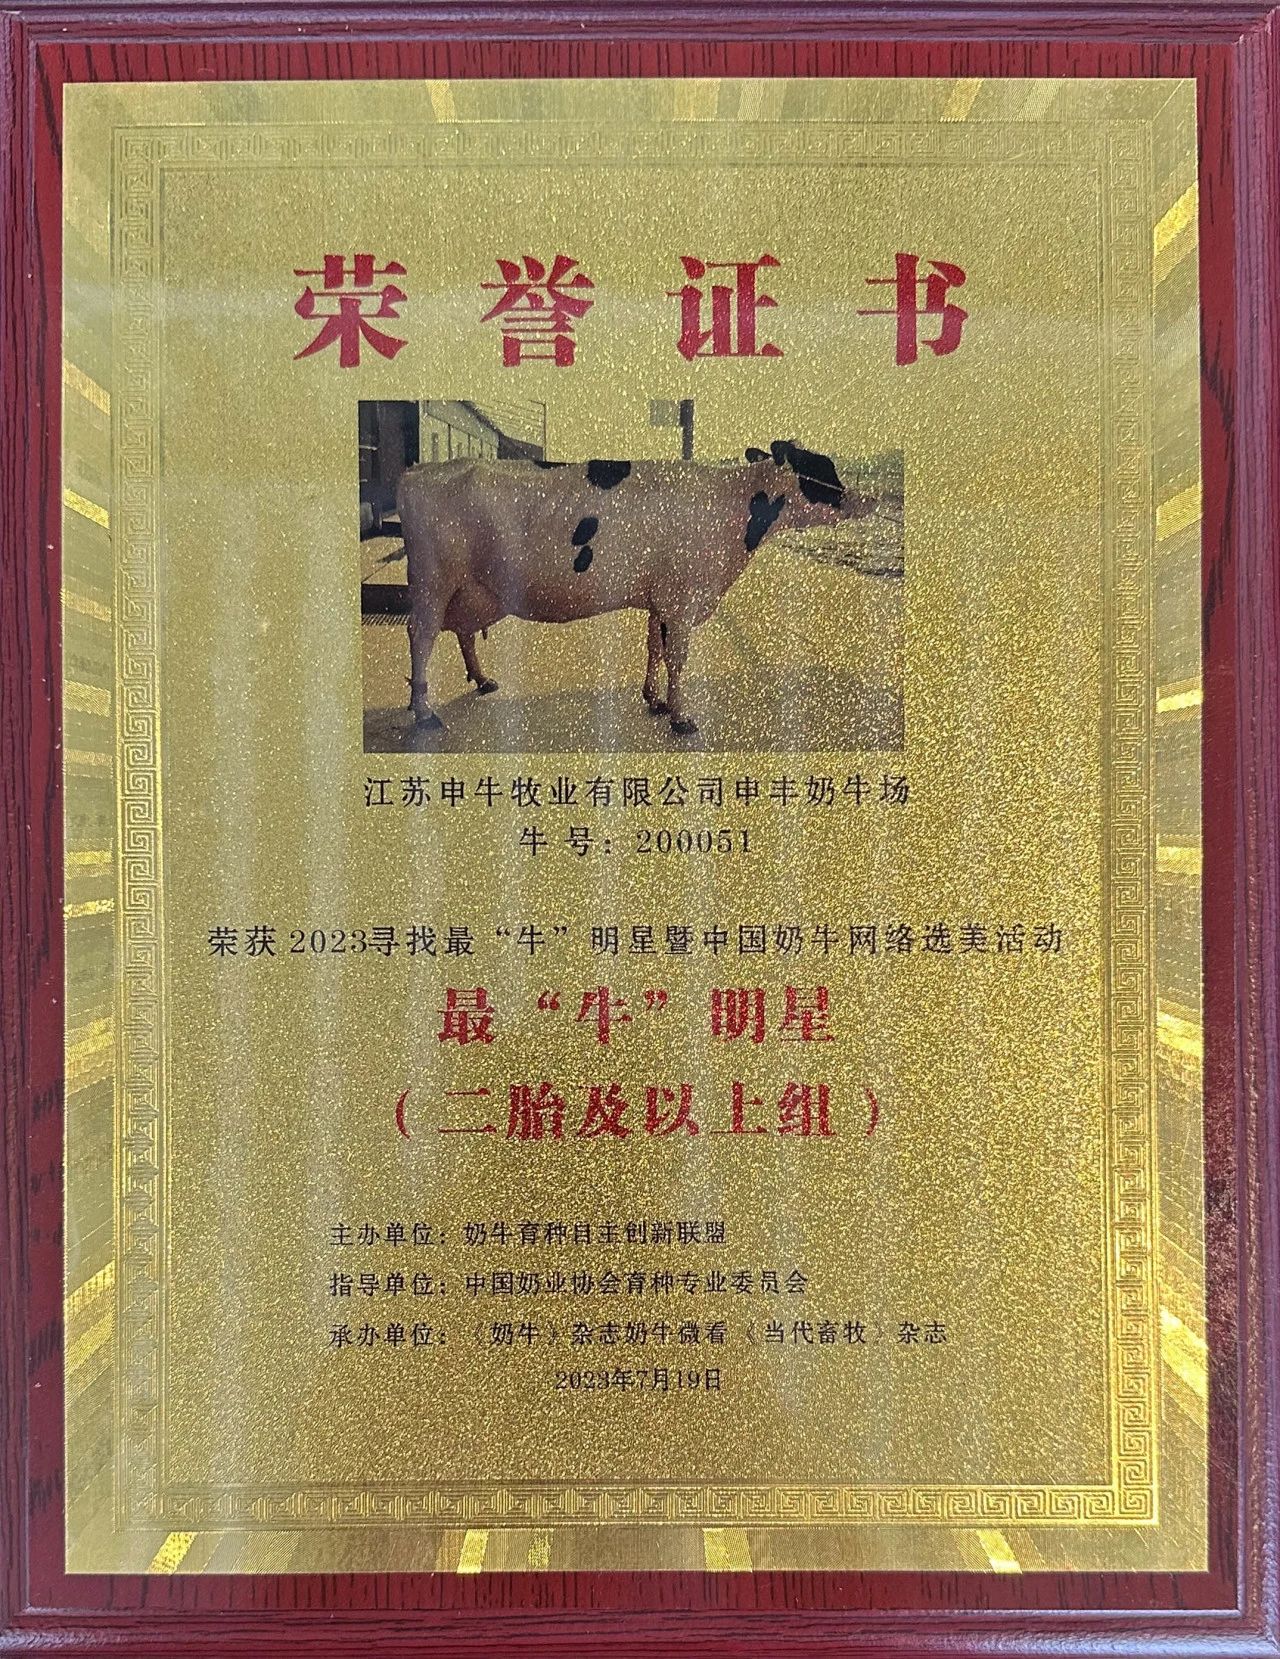 荣誉证书
江苏申牛牧业有限公司申丰奶牛场
牛号：200051
荣获2023寻找最“牛”明星暨中国奶牛网络选美活动
最“牛”明星
（二胎及以上组）
主办单位：奶牛育种自主创新联盟
指导单位：中国奶业协会育种专业委员会
承办单位：《奶牛》杂志奶牛微看《当代畜牧》杂志
2023年7月19日